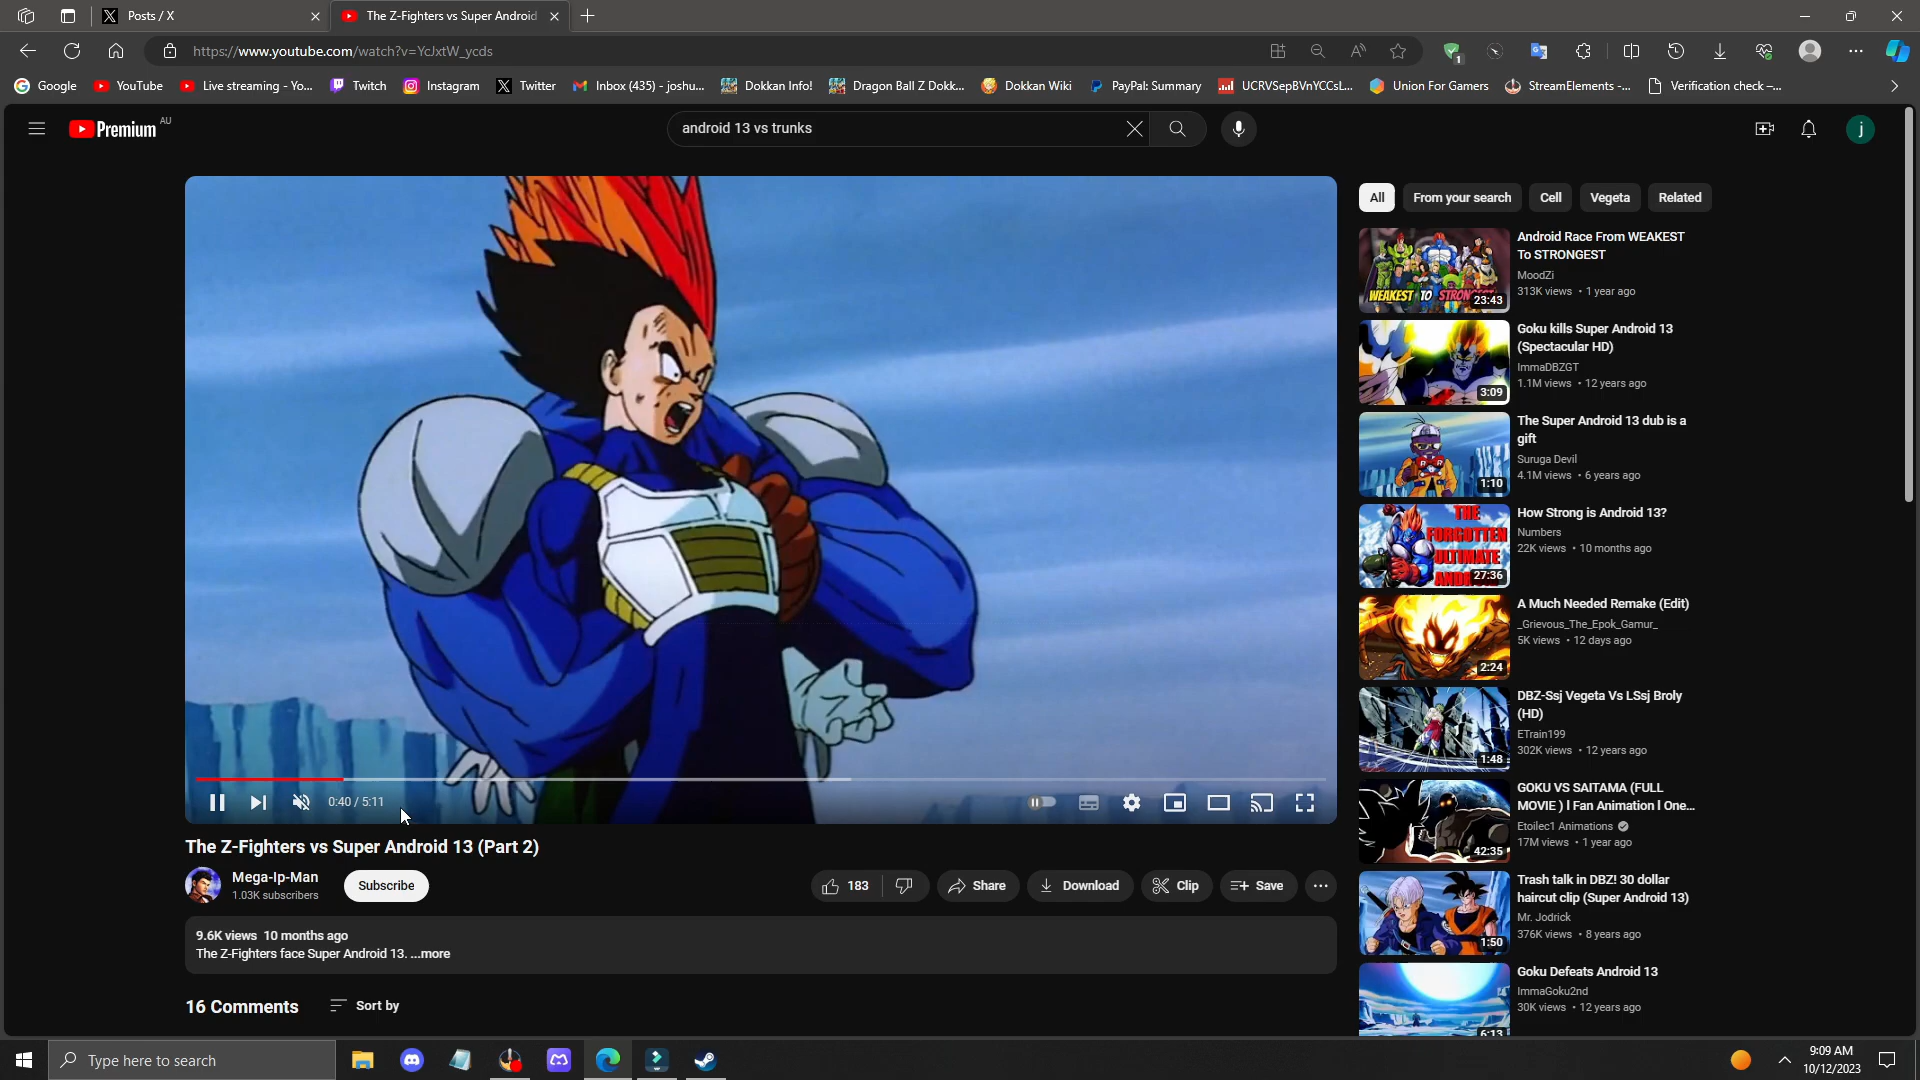 Posts / X
The Z-Fighters vs Super Android
https://www.youtube.com/watch?v=YcJxtW_ycds
1
Google
YouTube
Live streaming - Yo...
Twitch
Instagram
Twitter
Inbox (435) - joshu...
Dokkan Info!
Dragon Ball Z Dokk...
Dokkan Wiki
PayPal: Summary
UCRVSepBVnYCCsL...
Union For Gamers
StreamElements -...
Verification check –...
Premium AU
android 13 vs trunks
j
All
From your search
Cell
Vegeta
Related
WEAKEST TO STRONGEST
23:43
Android Race From WEAKEST
To STRONGEST
MoodZi
313K views • 1 year ago
3:09
Goku kills Super Android 13
(Spectacular HD)
ImmaDBZGT
1.1M views • 12 years ago
1:10
The Super Android 13 dub is a
gift
Suruga Devil
4.1M views • 6 years ago
THE
FORGOTTEN
ULTIMATE
27:36
How Strong is Android 13?
Numbers
22K views • 10 months ago
2:24
A Much Needed Remake (Edit)
_Grievous_The_Epok_Gamur_
5K views • 12 days ago
1:48
DBZ-Ssj Vegeta Vs LSsj Broly
(HD)
ETrain199
302K views • 12 years ago
42:35
GOKU VS SAITAMA (FULL
MOVIE ) l Fan Animation l One...
Etoilec1 Animations
17M views • 1 year ago
1:50
Trash talk in DBZ! 30 dollar
haircut clip (Super Android 13)
Mr. Jodrick
376K views • 8 years ago
6:13
Goku Defeats Android 13
ImmaGoku2nd
30K views • 12 years ago
0:40 / 5:11
The Z-Fighters vs Super Android 13 (Part 2)
Mega-Ip-Man
1.03K subscribers
Subscribe
183
Share
Download
Clip
Save
9.6K views 10 months ago
The Z-Fighters face Super Android 13. ...more
16 Comments
Sort by
Type here to search
9:09 AM
10/12/2023